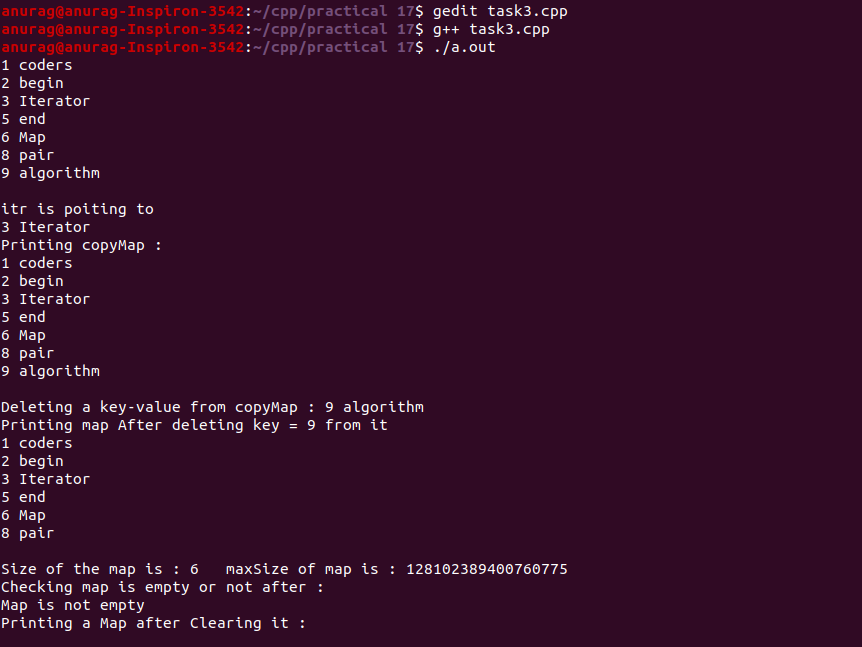 anurag@anurag-Inspiron-3542:~/cpp/practical 17$ gedit task3.cpp
anurag@anurag-Inspiron-3542:~/cpp/practical 17$ g++ task3.cpp
anurag@anurag-Inspiron-3542:~/cpp/practical 17$ ./a.out
1 coders
2 begin
3 Iterator
5 end
6 Map
8 pair
9 algorithm
itr is poiting to
3 Iterator
Printing copyMap :
1 coders
2 begin
3 Iterator
5 end
6 Map
8 pair
9 algorithm
Deleting a key-value from copyMap : 9 algorithm
Printing map After deleting key = 9 from it
1 coders
2 begin
3 Iterator
5 end
6 Map
8 pair
Size of the map is : 6   maxSize of map is : 128102389400760775
Checking map is empty or not after :
Map is not empty
Printing a Map after Clearing it :